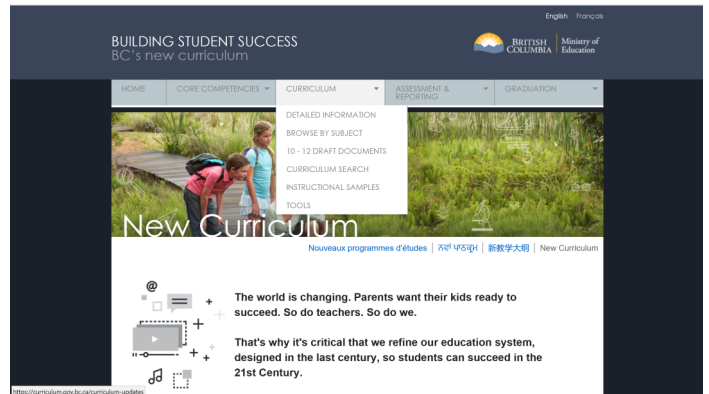 English Français
BUILDING STUDENT SUCCESS
BC's new curriculum
BRITISH
COLUMBIA
Ministry of
Education
HOME CORE COMPETENCIES CURRICULUM ASSESSMENT &
REPORTING GRADUATION
DETAILED INFORMATION
BROWSE BY SUBJECT
10 - 12 DRAFT DOCUMENTS
CURRICULUM SEARCH
INSTRUCTIONAL SAMPLES
TOOLS
New Curriculum
Nouveaux programmes d'études | ਨਵਾਂ ਪਾਠਕ੍ਰਮ | 新教学大纲 | New Curriculum
@
The world is changing. Parents want their kids ready to
succeed. So do teachers. So do we.
That's why it's critical that we refine our education system,
designed in the last century, so students can succeed in the
21st Century.
https://curriculum.gov.bc.ca/curriculum-updates